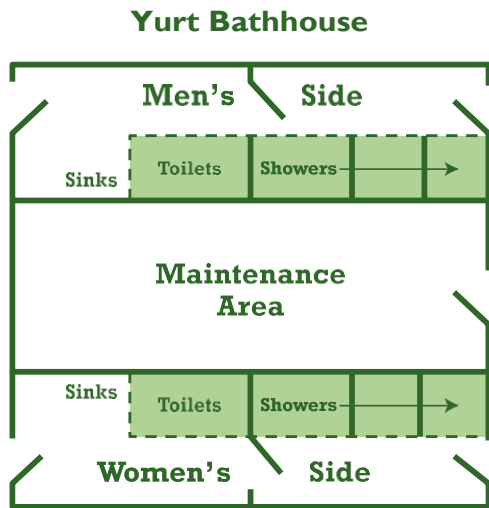 Yurt Bathhouse
Men's Side
Toilets Showers
Sinks
Maintenance
Area
Sinks
Toilets Showers
Women's Side